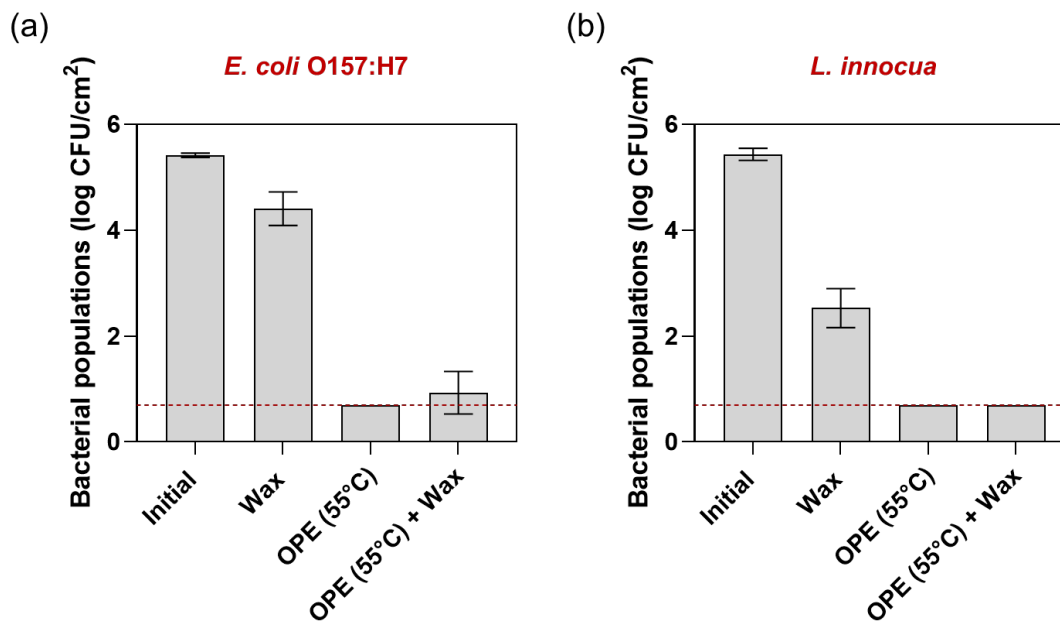 (a)
E. coli O157:H7
Bacterial populations (log CFU/cm2)
6
4
2
0
Initial
Wax
OPE (55°C)
OPE (55°C) + Wax
(b)
L. innocua
Bacterial populations (log CFU/cm2)
6
4
2
0
Initial
Wax
OPE (55°C)
OPE (55°C) + Wax